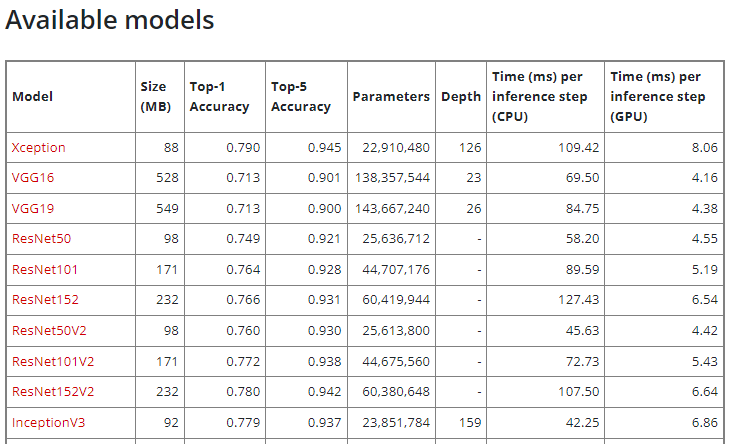 Available models
Model Size (MB) Top-1 Accuracy Top-5 Accuracy Parameters Depth Time (ms) per inference step (CPU) Time (ms) per inference step (GPU)
Xception 88 0.790 0.945 22,910,480 126 109.42 8.06
VGG16 528 0.713 0.901 138,357,544 23 69.50 4.16
VGG19 549 0.713 0.900 143,667,240 26 84.75 4.38
ResNet50 98 0.749 0.921 25,636,712 - 58.20 4.55
ResNet101 171 0.764 0.928 44,707,176 - 89.59 5.19
ResNet152 232 0.766 0.931 60,419,944 - 127.43 6.54
ResNet50V2 98 0.760 0.930 25,613,800 - 45.63 4.42
ResNet101V2 171 0.772 0.938 44,675,560 - 72.73 5.43
ResNet152V2 232 0.780 0.942 60,380,648 - 107.50 6.64
InceptionV3 92 0.779 0.937 23,851,784 159 42.25 6.86